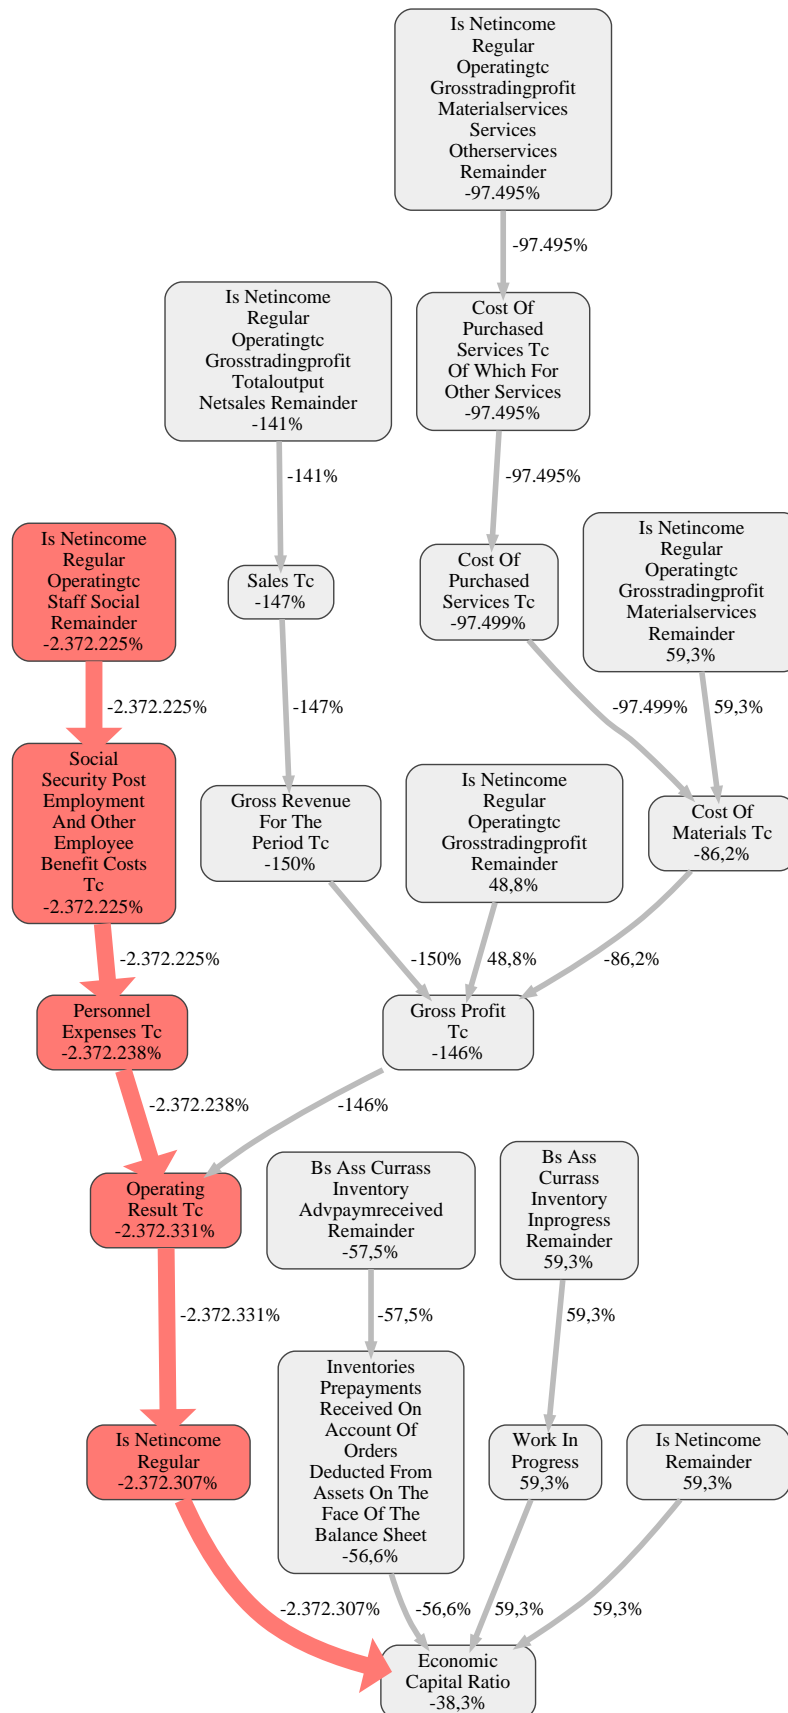 Is Netincome
Regular
Operatingtc
Grosstradingprofit
Materialservices
Services
Otherservices
Remainder
-97.495%
-97.495%
Is Netincome
Regular
Operatingtc
Grosstradingprofit
Totaloutput
Netsales Remainder
-141%
Cost Of
Purchased
Services Tc
Of Which For
Other Services
-97.495%
-141%
-97.495%
Is Netincome
Regular
Operatingtc
Staff Social
Remainder
-2.372.225%
Sales Tc
-147%
Cost Of
Purchased
Services Tc
-97.499%
Is Netincome
Regular
Operatingtc
Grosstradingprofit
Materialservices
Remainder
59,3%
-2.372.225%
-147%
-97.499%
59,3%
Social
Security Post
Employment
And Other
Employee
Benefit Costs
Tc
-2.372.225%
Gross Revenue
For The
Period Tc
-150%
Is Netincome
Regular
Operatingtc
Grosstradingprofit
Remainder
48,8%
Cost Of
Materials Tc
-86,2%
-2.372.225%
-150%
48,8%
-86,2%
Personnel
Expenses Tc
-2.372.238%
Gross Profit
Tc
-146%
-2.372.238%
-146%
Operating
Result Tc
-2.372.331%
Bs Ass Currass
Inventory
Advpaymreceived
Remainder
-57,5%
Bs Ass
Currass
Inventory
Inprogress
Remainder
59,3%
-2.372.331%
-57,5%
59,3%
Is Netincome
Regular
-2.372.307%
Inventories
Prepayments
Received On
Account Of
Orders
Deducted From
Assets On The
Face Of The
Balance Sheet
-56,6%
Work In
Progress
59,3%
Is Netincome
Remainder
59,3%
-2.372.307%
-56,6%
59,3%
59,3%
Economic
Capital Ratio
-38,3%